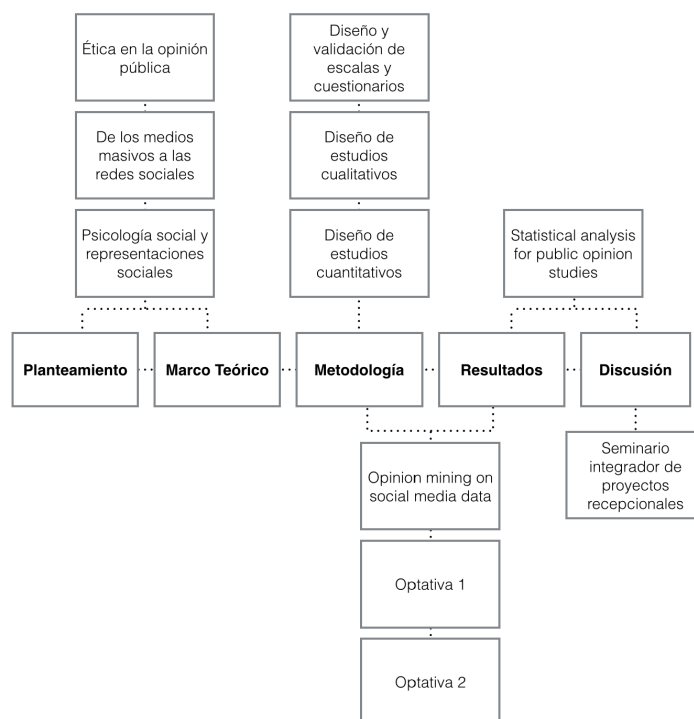 Ética en la opinión
pública
Diseño y
validación de
escalas y
cuestionarios
De los medios
masivos a las
redes sociales
Diseño de
estudios
cualitativos
Psicología social y
representaciones
sociales
Diseño de
estudios
cuantitativos
Statistical analysis
for public opinion
studies
Planteamiento
Marco Teórico
Metodología
Resultados
Discusión
Opinion mining on
social media data
Seminario
integrador de
proyectos
recepcionales
Optativa 1
Optativa 2